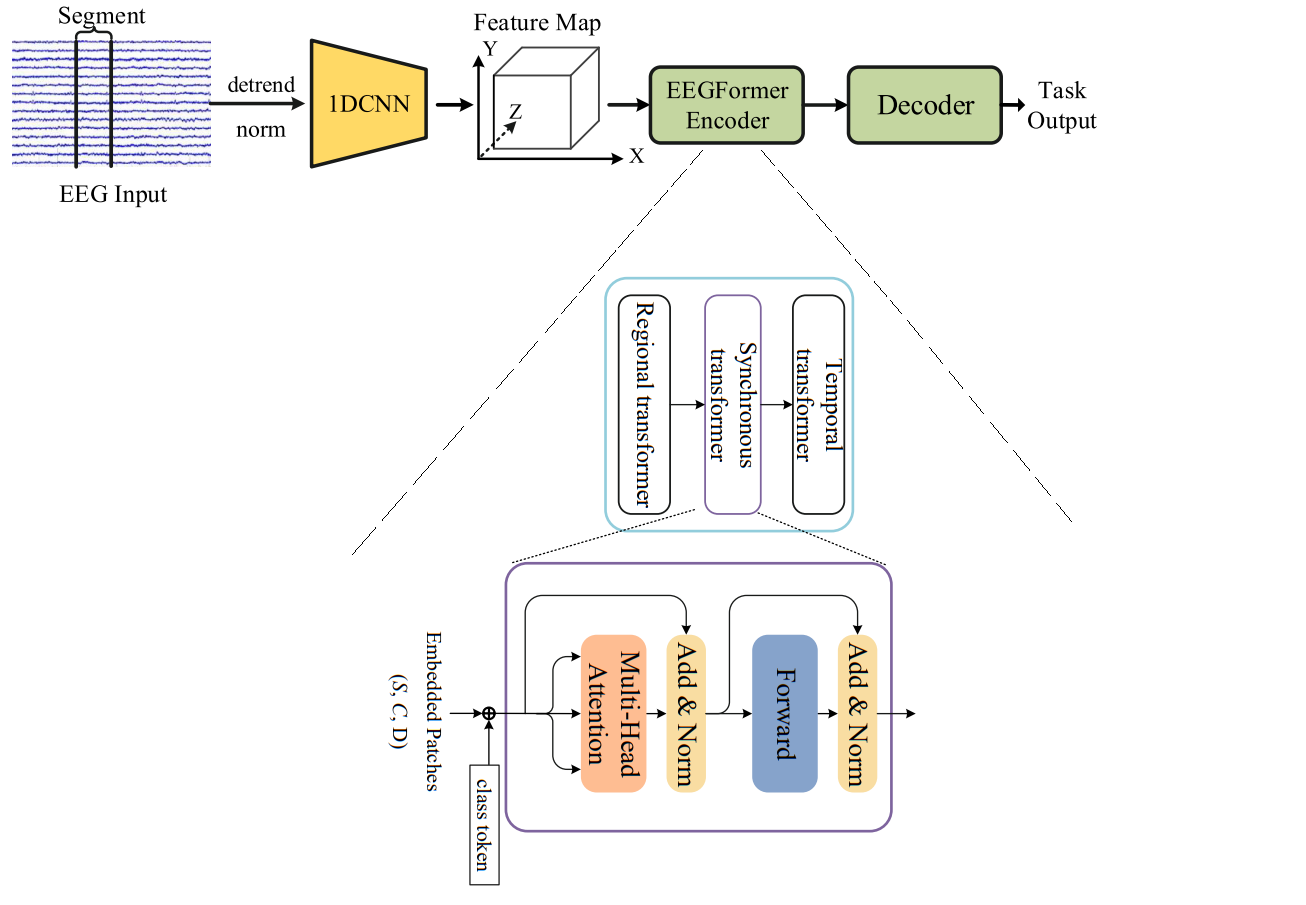 Segment
EEG Input
detrend
norm
1DCNN
Feature Map
Y
Z
X
EEGFormer
Encoder
Decoder
Task
Output
Regional transformer
Synchronous
transformer
Temporal
transformer
Embedded Patches
(S, C, D)
class token
Multi-Head
Attention
Add & Norm
Forward
Add & Norm